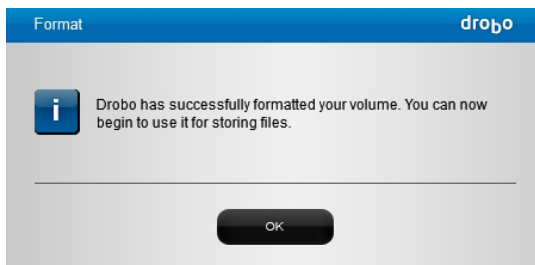 Format
drobo
Drobo has successfully formatted your volume. You can now
begin to use it for storing files.
OK